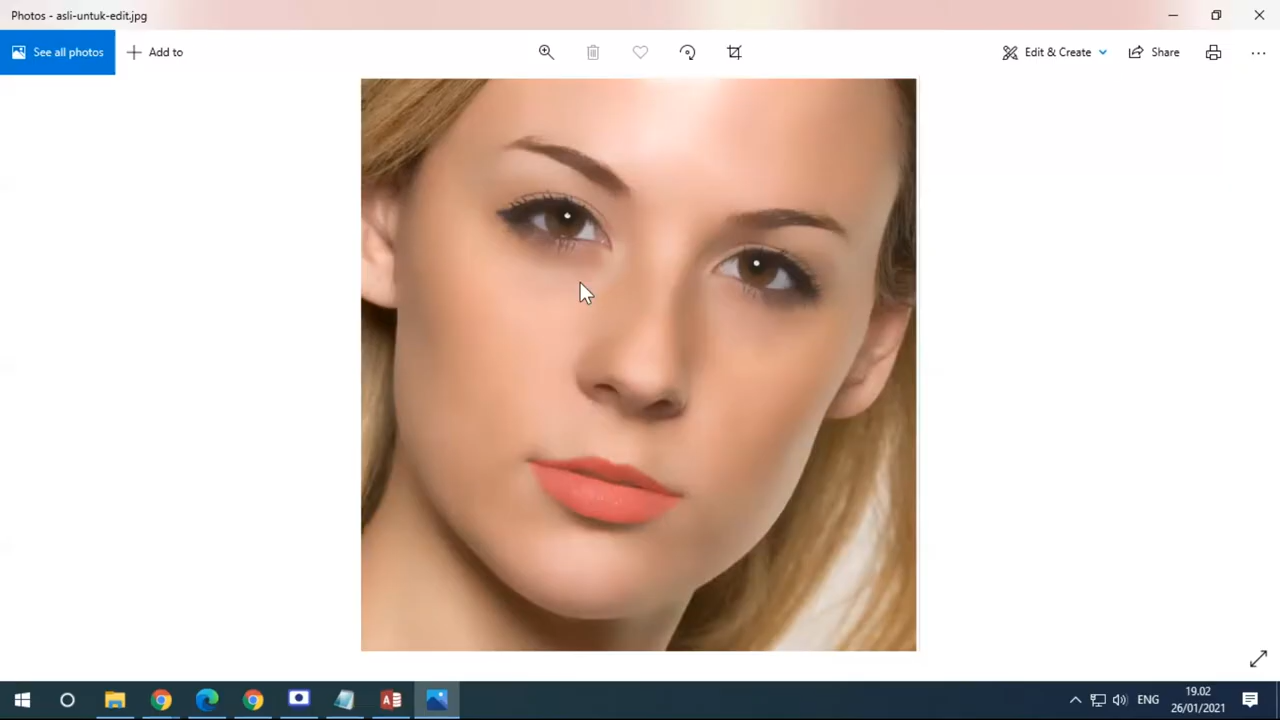 Photos - asli-untuk-edit.jpg
See all photos
Add to
Edit & Create
Share
ENG
19.02
26/01/2021